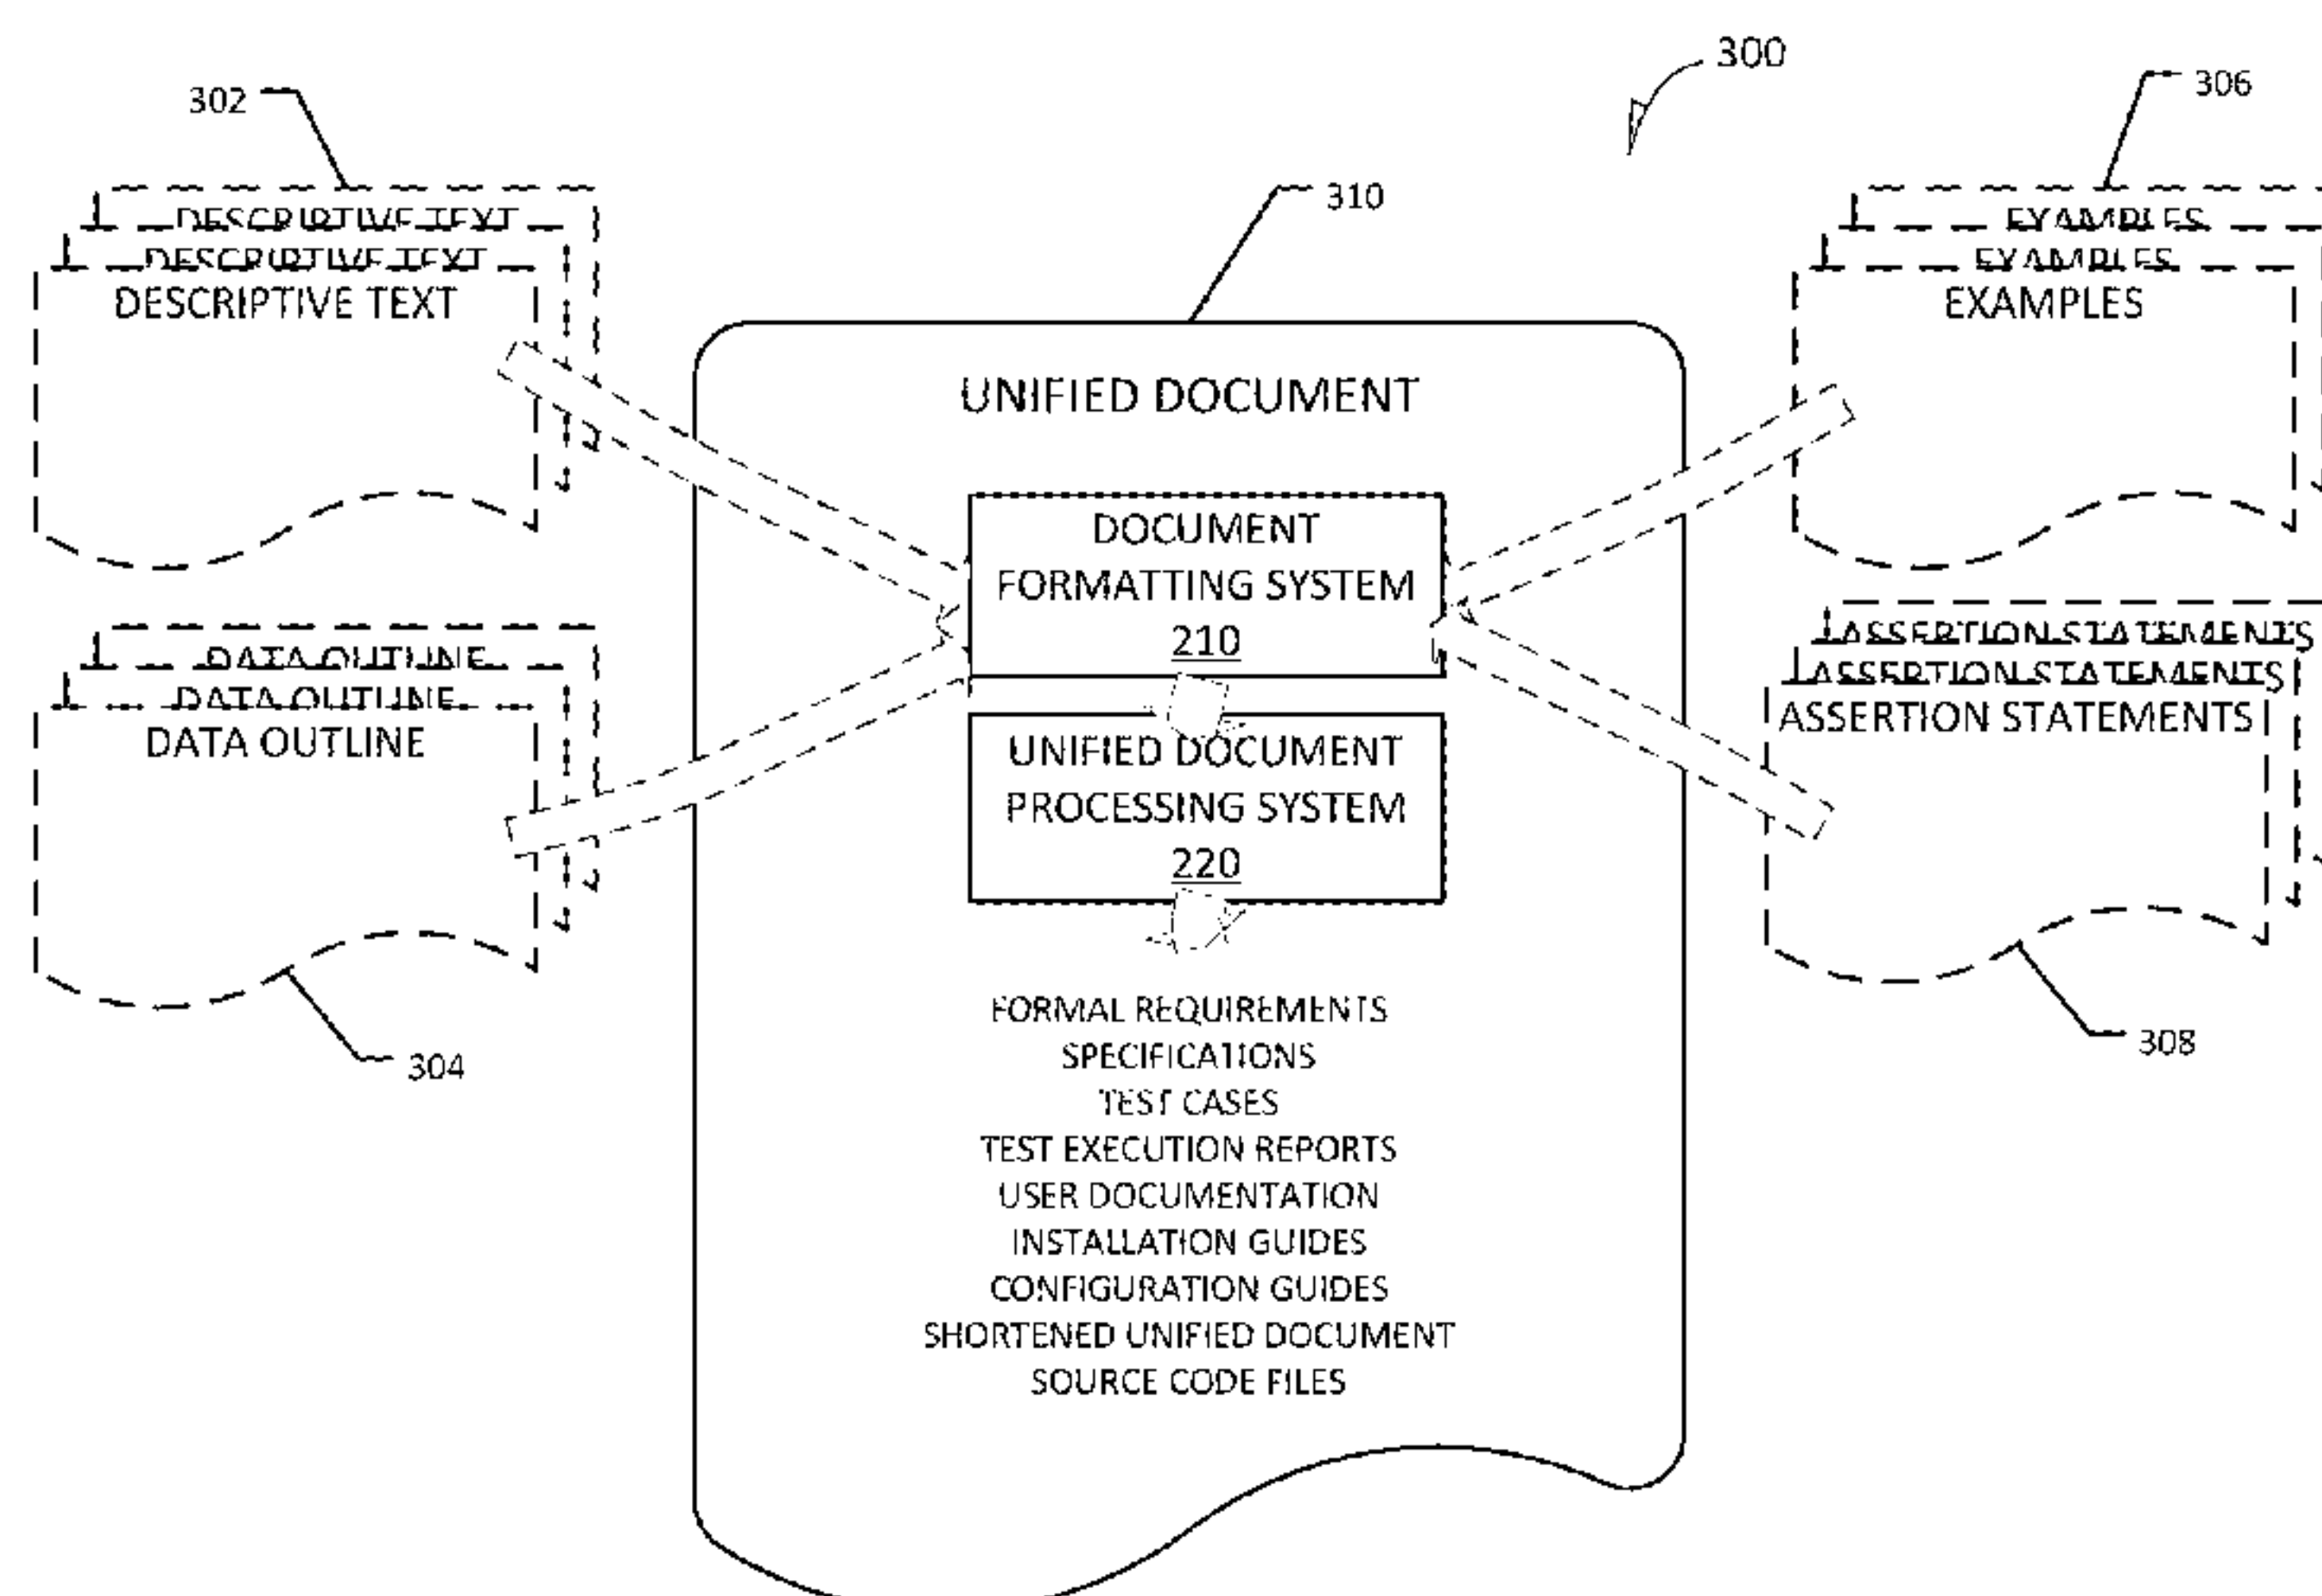 300
302
306
310
DESCRIPTIVE TEXT
DESCRIPTIVE TEXT
DESCRIPTIVE TEXT
EXAMPLES
EXAMPLES
EXAMPLES
UNIFIED DOCUMENT
DOCUMENT
FORMATTING SYSTEM
210
DATA OUTLINE
DATA OUTLINE
DATA OUTLINE
ASSERTION STATEMENTS
ASSERTION STATEMENTS
ASSERTION STATEMENTS
UNIFIED DOCUMENT
PROCESSING SYSTEM
220
FORMAL REQUIREMENTS
SPECIFICATIONS
TEST CASES
TEST EXECUTION REPORTS
USER DOCUMENTATION
INSTALLATION GUIDES
CONFIGURATION GUIDES
SHORTENED UNIFIED DOCUMENT
SOURCE CODE FILES
304
308